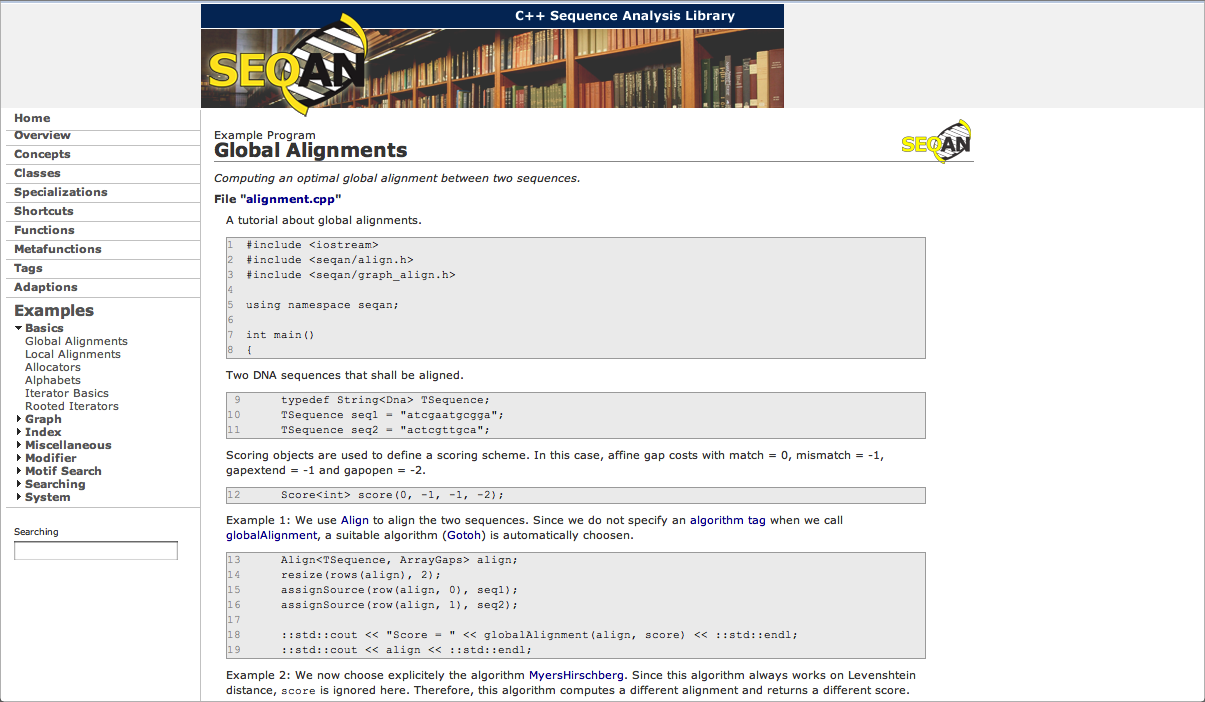 C++ Sequence Analysis Library
SEQAN
Home
Overview
Concepts
Classes
Specializations
Shortcuts
Functions
Metafunctions
Tags
Adaptions
Examples
Basics
Global Alignments
Local Alignments
Allocators
Alphabets
Iterator Basics
Rooted Iterators
Graph
Index
Miscellaneous
Modifier
Motif Search
Searching
System
Searching
Example Program
Global Alignments
SEQAN
Computing an optimal global alignment between two sequences.
File "alignment.cpp"
A tutorial about global alignments.
1 #include <iostream>
2 #include <seqan/align.h>
3 #include <seqan/graph_align.h>
4
5 using namespace seqan;
6
7 int main()
8 {
Two DNA sequences that shall be aligned.
9 typedef String<Dna> TSequence;
10 TSequence seq1 = "atcgaatgcgga";
11 TSequence seq2 = "actcgttgca";
Scoring objects are used to define a scoring scheme. In this case, affine gap costs with match = 0, mismatch = -1,
gapextend = -1 and gapopen = -2.
12 Score<int> score(0, -1, -1, -2);
Example 1: We use Align to align the two sequences. Since we do not specify an algorithm tag when we call
globalAlignment, a suitable algorithm (Gotoh) is automatically choosen.
13 Align<TSequence, ArrayGaps> align;
14 resize(rows(align), 2);
15 assignSource(row(align, 0), seq1);
16 assignSource(row(align, 1), seq2);
17
18 ::std::cout << "Score = " << globalAlignment(align, score) << ::std::endl;
19 ::std::cout << align << ::std::endl;
Example 2: We now choose explicitely the algorithm MyersHirschberg. Since this algorithm always works on Levenshtein
distance, score is ignored here. Therefore, this algorithm computes a different alignment and returns a different score.